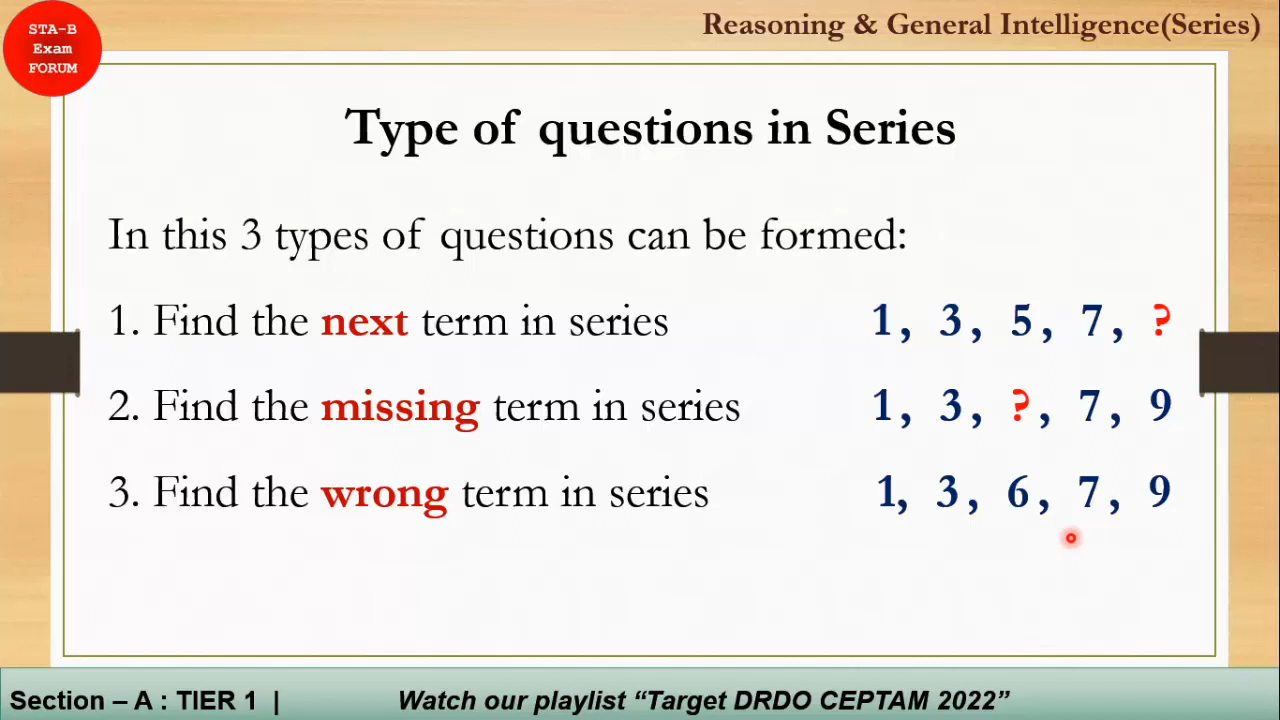 STA-B
Exam
FORUM
Reasoning & General Intelligence(Series)
Type of questions in Series
In this 3 types of questions can be formed:
1. Find the next term in series 1, 3, 5, 7, ?
2. Find the missing term in series 1, 3, ?, 7, 9
3. Find the wrong term in series 1, 3, 6, 7, 9
Section – A : TIER 1 | Watch our playlist “Target DRDO CEPTAM 2022”